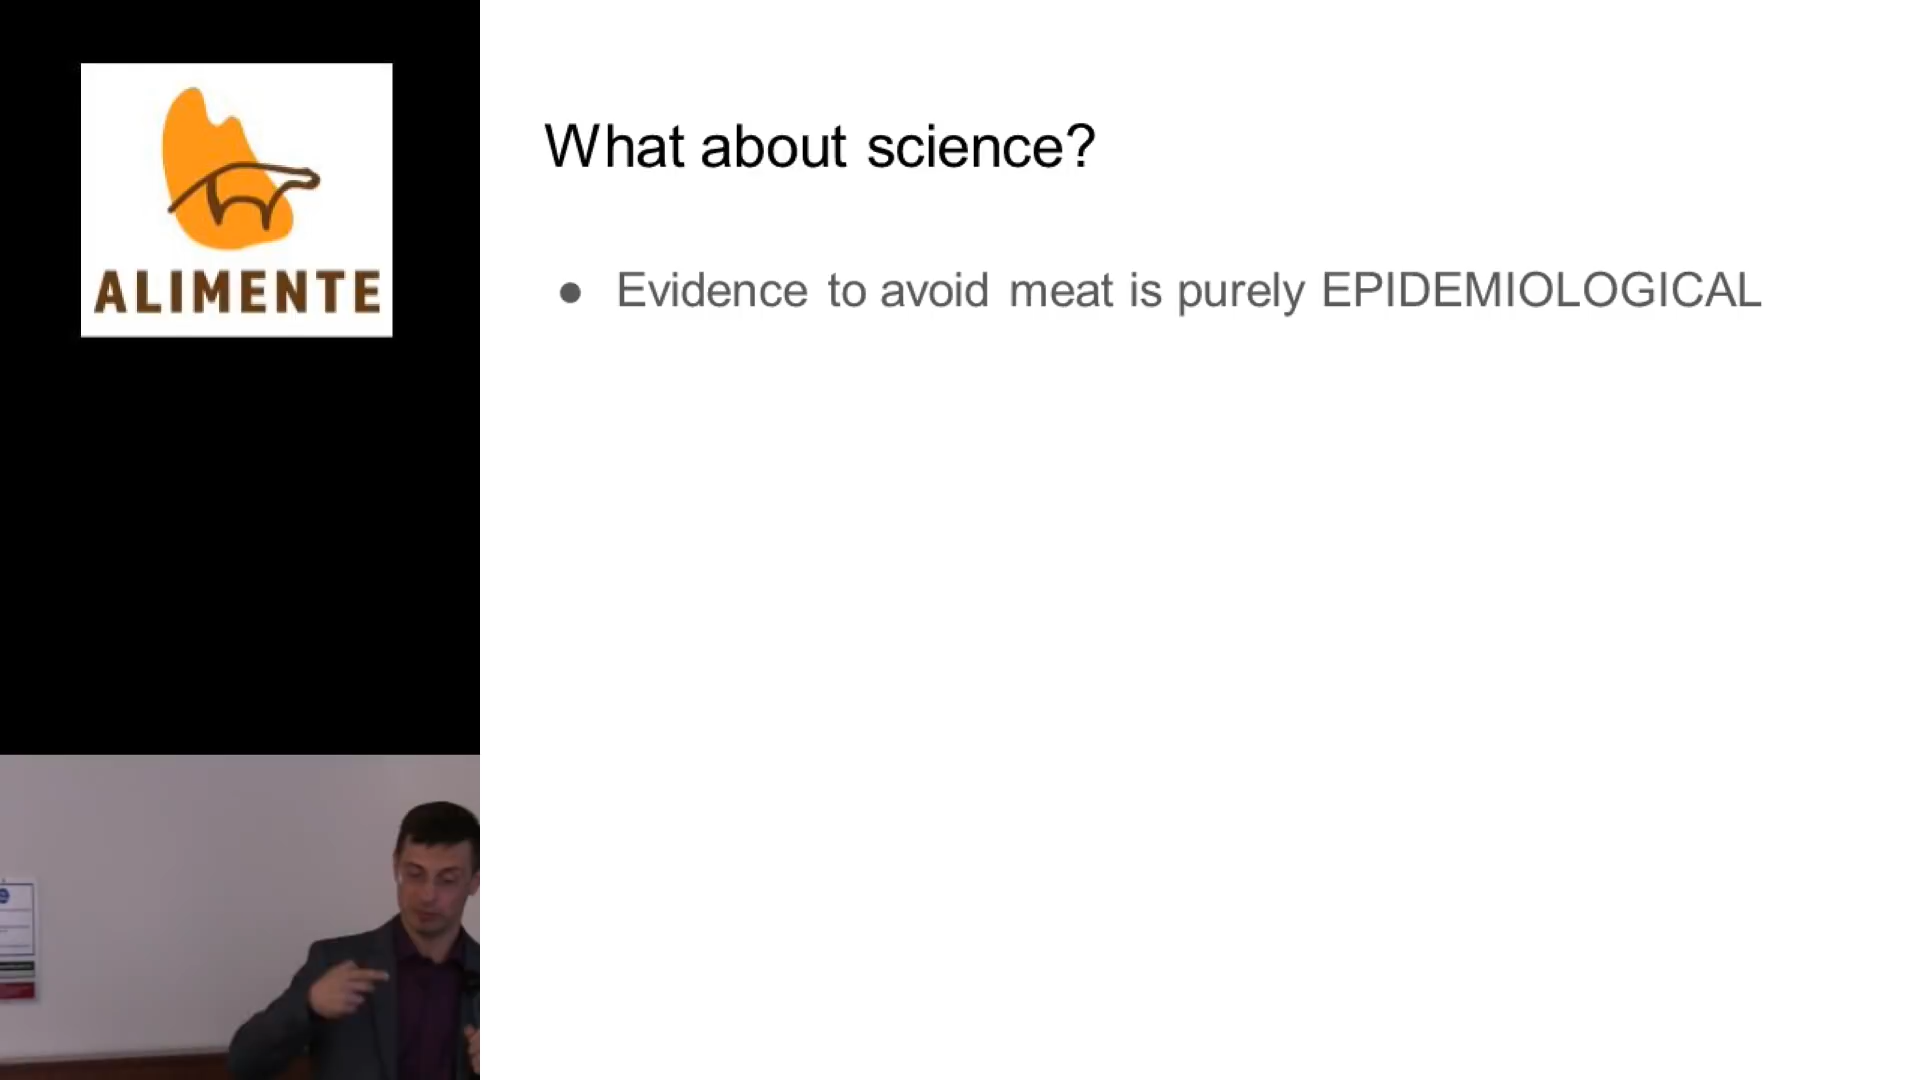 ALIMENTE
What about science?
● Evidence to avoid meat is purely EPIDEMIOLOGICAL